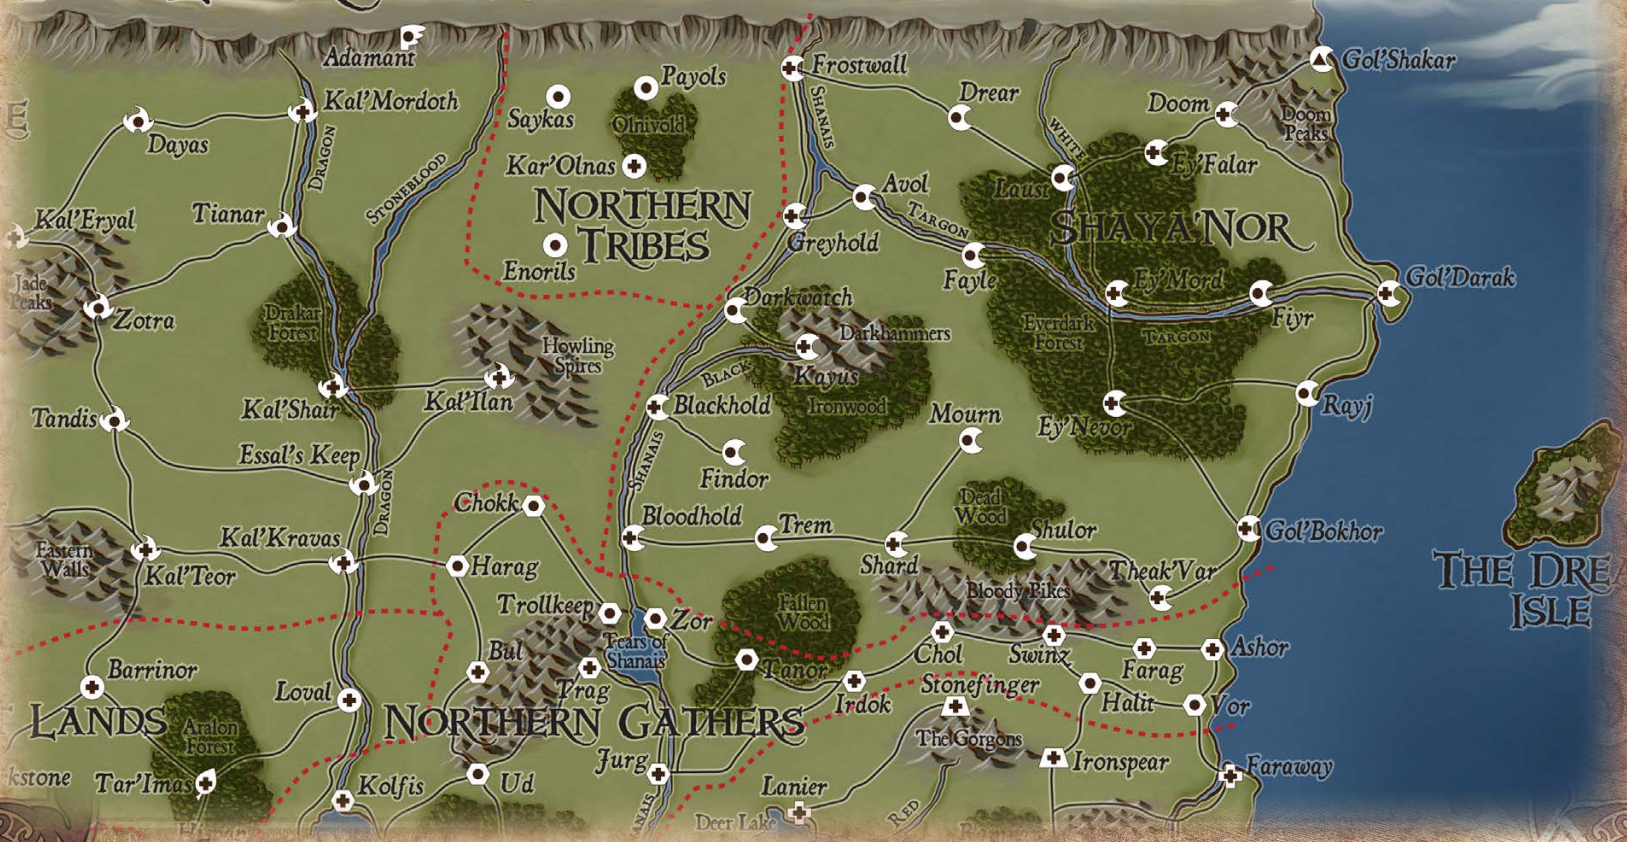 Adamant
Frostwall
Gol'Shakar
Saykas
Payols
Olnivold
Drear
Doom
Doom
Peaks
Kal'Mordoth
Dayas
DRAGON
STONEBLOOD
Kar'Olnas
SHANAIS
WHITE
Laust
Ey'Falar
Kal'Eryal
Tianar
NORTHERN
TRIBES
Enorils
Avol
TARGON
Greyhold
SHAYA'NOR
Jade
Peaks
Zotra
Drakar
Forest
Howling
Spires
Darkwatch
Darkhammers
Fayle
Ey'Mord
Everdark
Forest
TARGON
Fiyr
Gol'Darak
Kal'Shair
Kal'Ilan
BLACK
Kayus
Ironwood
Blackhold
Mourn
Ey'Nevor
Rayj
Tandis
Essal's Keep
DRAGON
SHANAIS
Findor
Chokk
Bloodhold
Trem
Dead
Wood
Shulor
Gol'Bokhor
Eastern
Walls
Kal'Teor
Kal'Kravas
Harag
Shard
Bloody Pikes
Theak'Var
THE DRE
ISLE
Trollkeep
Zor
Fallen
Wood
Tears of
Shanais
Barrinor
Bul
Trag
Tanor
Chol
Swinz
Farag
Ashor
LANDS
Aralon
Forest
Loval
NORTHERN GATHERS
Irdok
Stonefinger
The Gorgons
Halit
Vor
kstone
Tar'Imas
Kolfis
Ud
Jurg
Lanier
Deer Lake
RED
Ironspear
Faraway
ANAIS